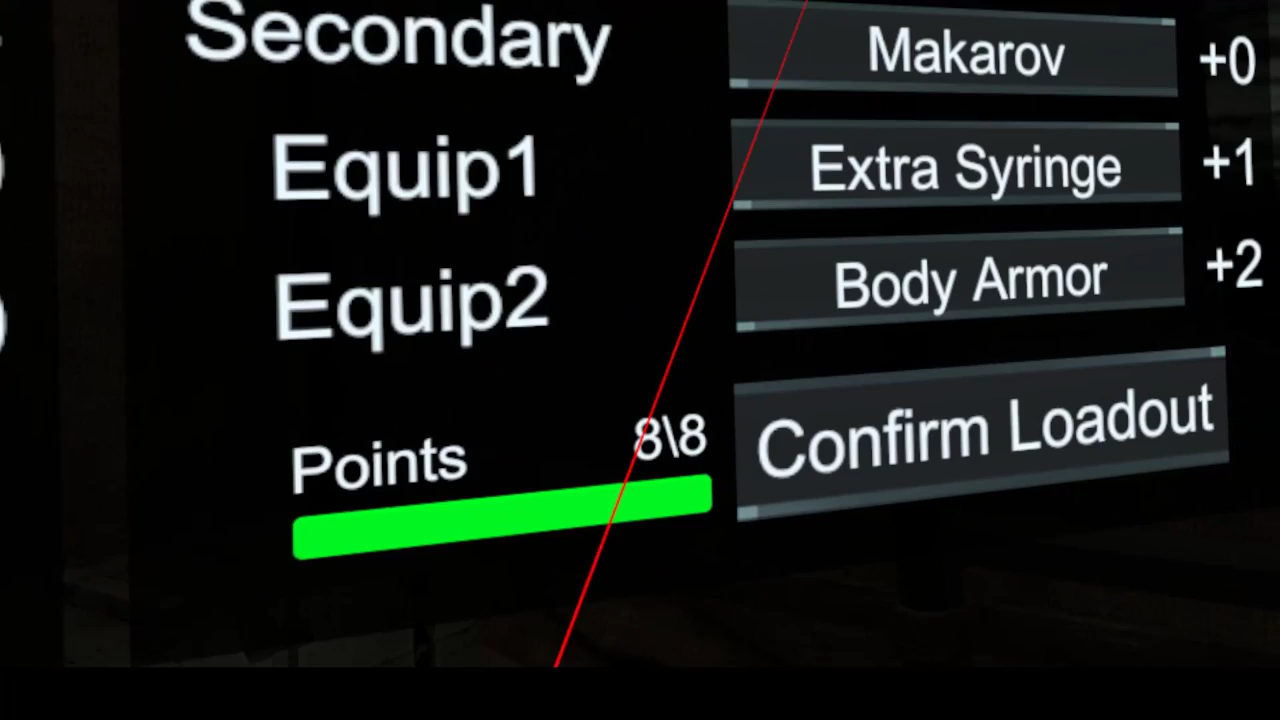 Secondary Makarov +0
Equip1 Extra Syringe +1
Equip2 Body Armor +2
Points 8\8 Confirm Loadout